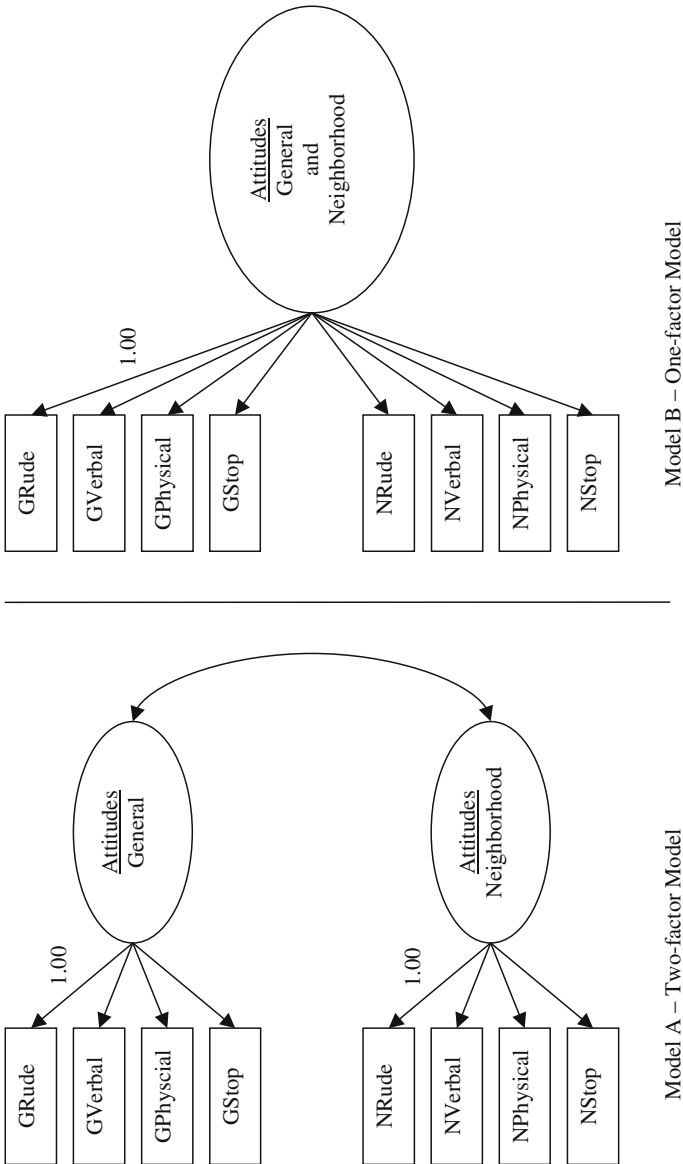 GRude
GVerbal
GPhyscial
GStop
NRude
NVerbal
NPhysical
NStop
1.00
1.00
Attitudes
General
Attitudes
Neighborhood
Model A – Two-factor Model
GRude
GVerbal
GPhysical
GStop
NRude
NVerbal
NPhysical
NStop
1.00
Attitudes
General
and
Neighborhood
Model B – One-factor Model